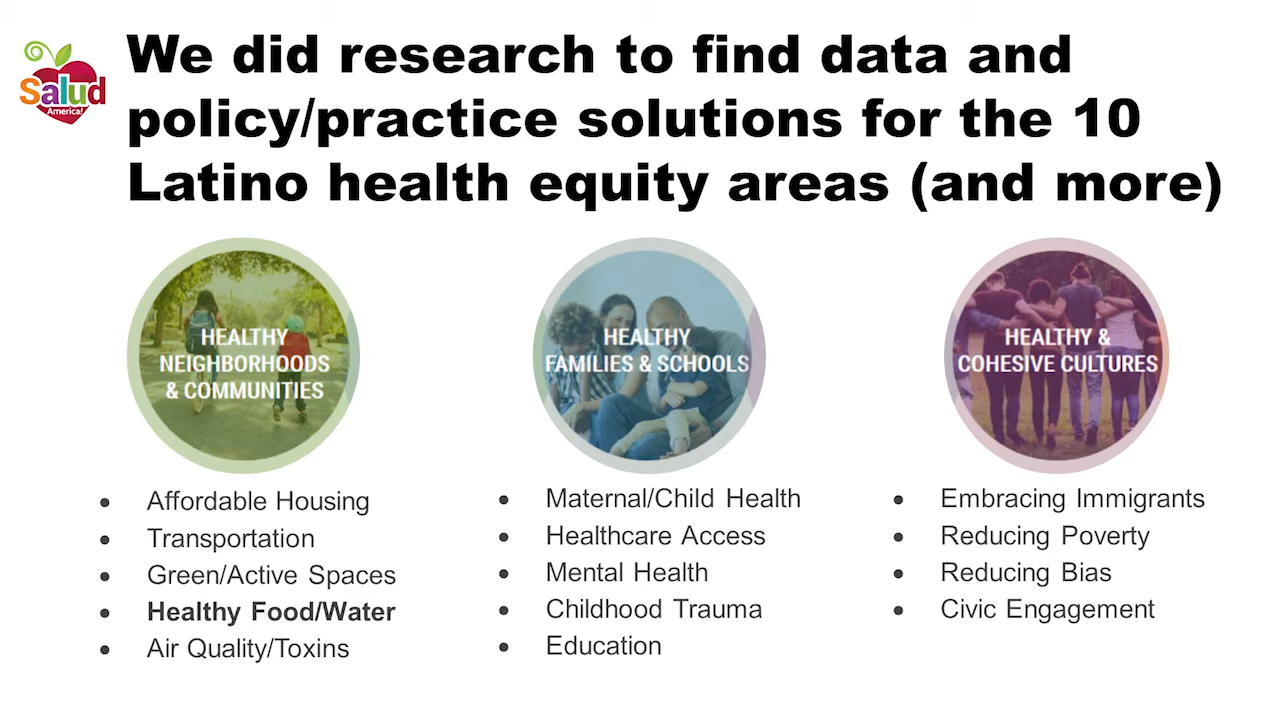 Salud
America!
We did research to find data and
policy/practice solutions for the 10
Latino health equity areas (and more)
HEALTHY
NEIGHBORHOODS
& COMMUNITIES
• Affordable Housing
• Transportation
• Green/Active Spaces
• Healthy Food/Water
• Air Quality/Toxins
HEALTHY
FAMILIES & SCHOOLS
• Maternal/Child Health
• Healthcare Access
• Mental Health
• Childhood Trauma
• Education
HEALTHY &
COHESIVE CULTURES
• Embracing Immigrants
• Reducing Poverty
• Reducing Bias
• Civic Engagement